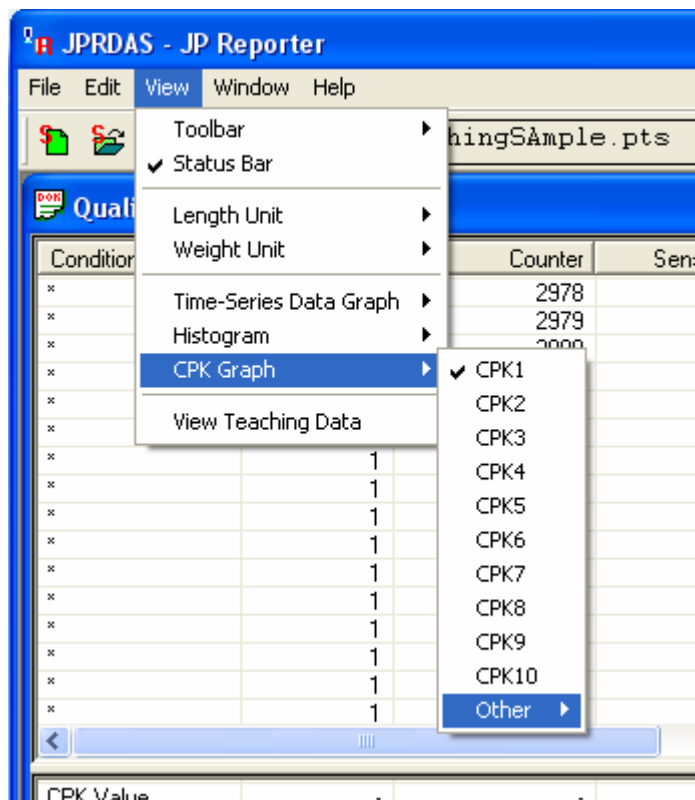 JPRDAS - JP Reporter
File Edit View Window Help
hingSAmple.pts
Toolbar
Status Bar
Length Unit
Weight Unit
Time-Series Data Graph
Histogram
CPK Graph
View Teaching Data
CPK1
CPK2
CPK3
CPK4
CPK5
CPK6
CPK7
CPK8
CPK9
CPK10
Other
Quali
Condition Counter Sens
* 2978
* 2979
*
*
*
*
* 1
* 1
* 1
* 1
* 1
* 1
* 1
* 1
* 1
* 1
CPK Value